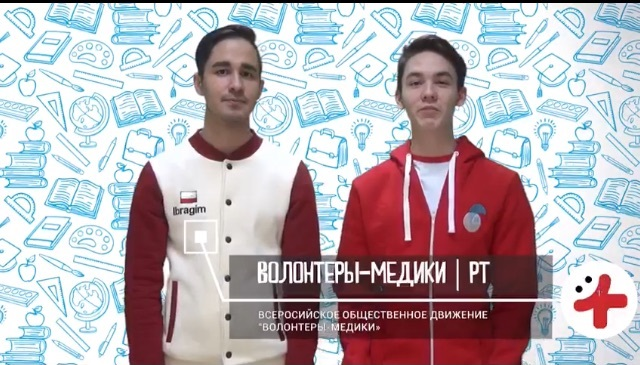 Ibragim
ВОЛОНТЕРЫ-МЕДИКИ | РТ
ВСЕРОСИЙСКОЕ ОБЩЕСТВЕННОЕ ДВИЖЕНИЕ
"ВОЛОНТЕРЫ-МЕДИКИ»